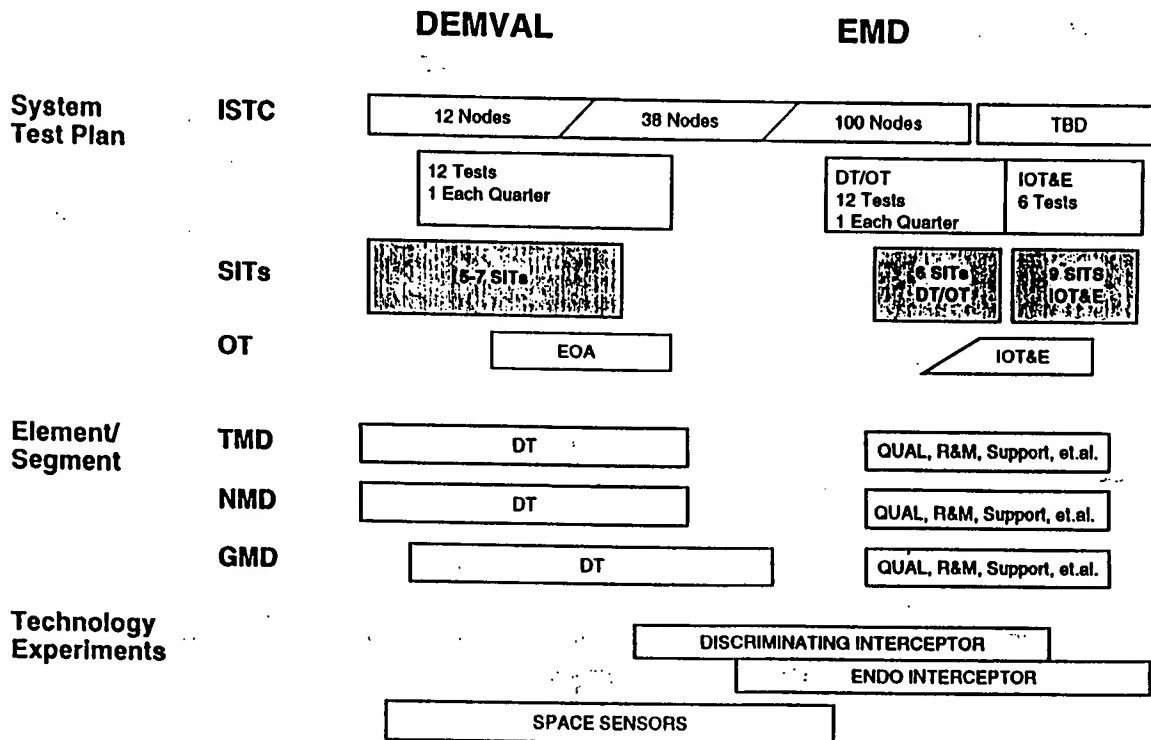 DEMVAL EMD
System Test Plan
ISTC
12 Nodes 38 Nodes 100 Nodes TBD
12 Tests
1 Each Quarter
DT/OT
12 Tests
1 Each Quarter
IOT&E
6 Tests
SITs
5-7 SITs
6 SITs
DT/OT
9 SITS
IOT&E
OT
EOA
IOT&E
Element/
Segment
TMD
DT
QUAL, R&M, Support, et.al.
NMD
DT
QUAL, R&M, Support, et.al.
GMD
DT
QUAL, R&M, Support, et.al.
Technology
Experiments
DISCRIMINATING INTERCEPTOR
ENDO INTERCEPTOR
SPACE SENSORS